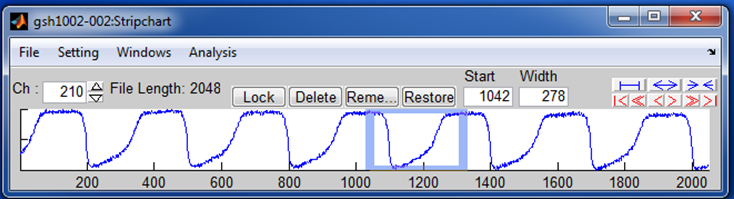 gsh1002-002:Stripchart
File Setting Windows Analysis
Start Width
Ch : 210 File Length: 2048 Lock Delete Reme... Restore 1042 278
200 400 600 800 1000 1200 1400 1600 1800 2000